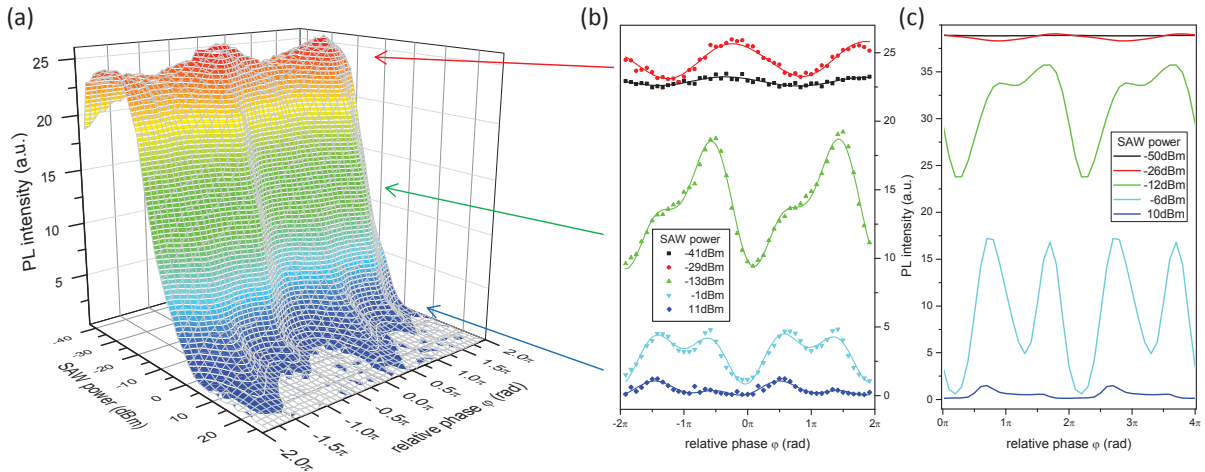 (a)
PL intensity (a.u.)
25
20
15
10
5
-40
-30
-20
-10
0
10
20
SAW power (dBm)
-2.0π
-1.5π
-1.0π
-0.5π
0.0π
0.5π
1.0π
1.5π
2.0π
relative phase φ (rad)
(b)
SAW power
-41dBm
-29dBm
-13dBm
-1dBm
11dBm
25
20
15
10
5
0
-2π
-1π
0π
1π
2π
relative phase φ (rad)
(c)
PL intensity (a.u.)
35
30
25
20
15
10
5
0
SAW power
-50dBm
-26dBm
-12dBm
-6dBm
10dBm
0π
1π
2π
3π
4π
relative phase φ (rad)